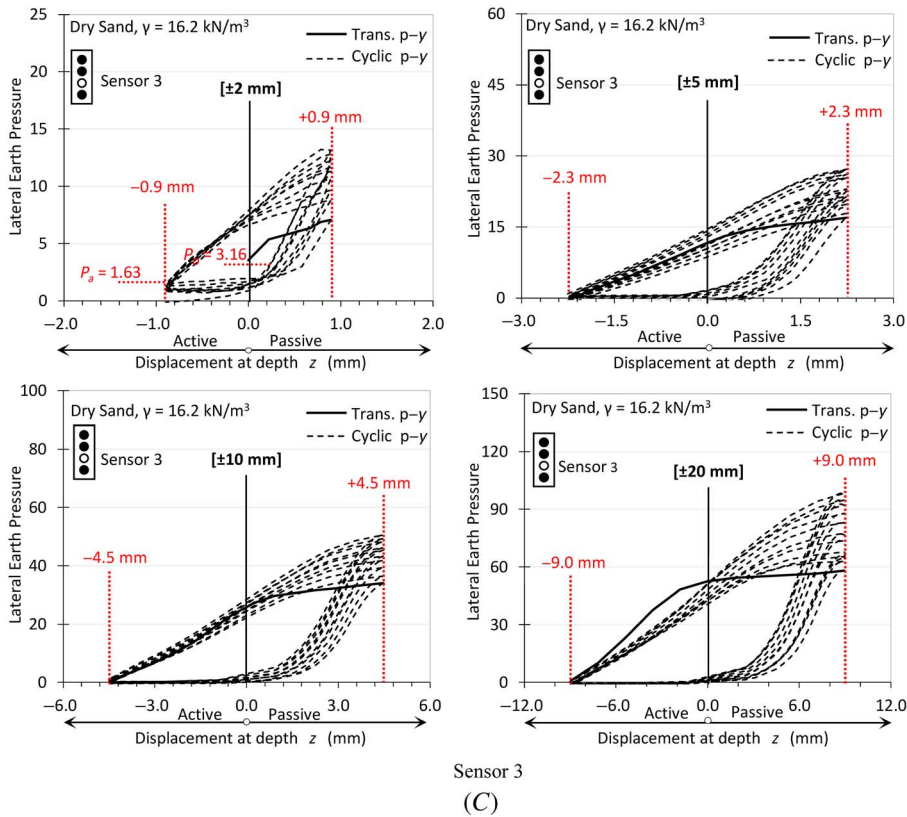 25
20
15
10
5
0
Lateral Earth Pressure
Dry Sand, γ = 16.2 kN/m³
Trans. p–y
Cyclic p–y
Sensor 3
[±2 mm]
+0.9 mm
−0.9 mm
Pa = 1.63
= 3.16
−2.0
−1.0
0.0
1.0
2.0
Active
Passive
Displacement at depth z (mm)
60
45
30
15
0
Lateral Earth Pressure
Dry Sand, γ = 16.2 kN/m³
Trans. p–y
Cyclic p–y
Sensor 3
[±5 mm]
+2.3 mm
−2.3 mm
−3.0
−1.5
0.0
1.5
3.0
Active
Passive
Displacement at depth z (mm)
100
80
60
40
20
0
Lateral Earth Pressure
Dry Sand, γ = 16.2 kN/m³
Trans. p–y
Cyclic p–y
Sensor 3
[±10 mm]
+4.5 mm
−4.5 mm
−6.0
−3.0
0.0
3.0
6.0
Active
Passive
Displacement at depth z (mm)
150
120
90
60
30
0
Lateral Earth Pressure
Dry Sand, γ = 16.2 kN/m³
Trans. p–y
Cyclic p–y
Sensor 3
[±20 mm]
+9.0 mm
−9.0 mm
−12.0
−6.0
0.0
6.0
12.0
Active
Passive
Displacement at depth z (mm)
Sensor 3
(C)